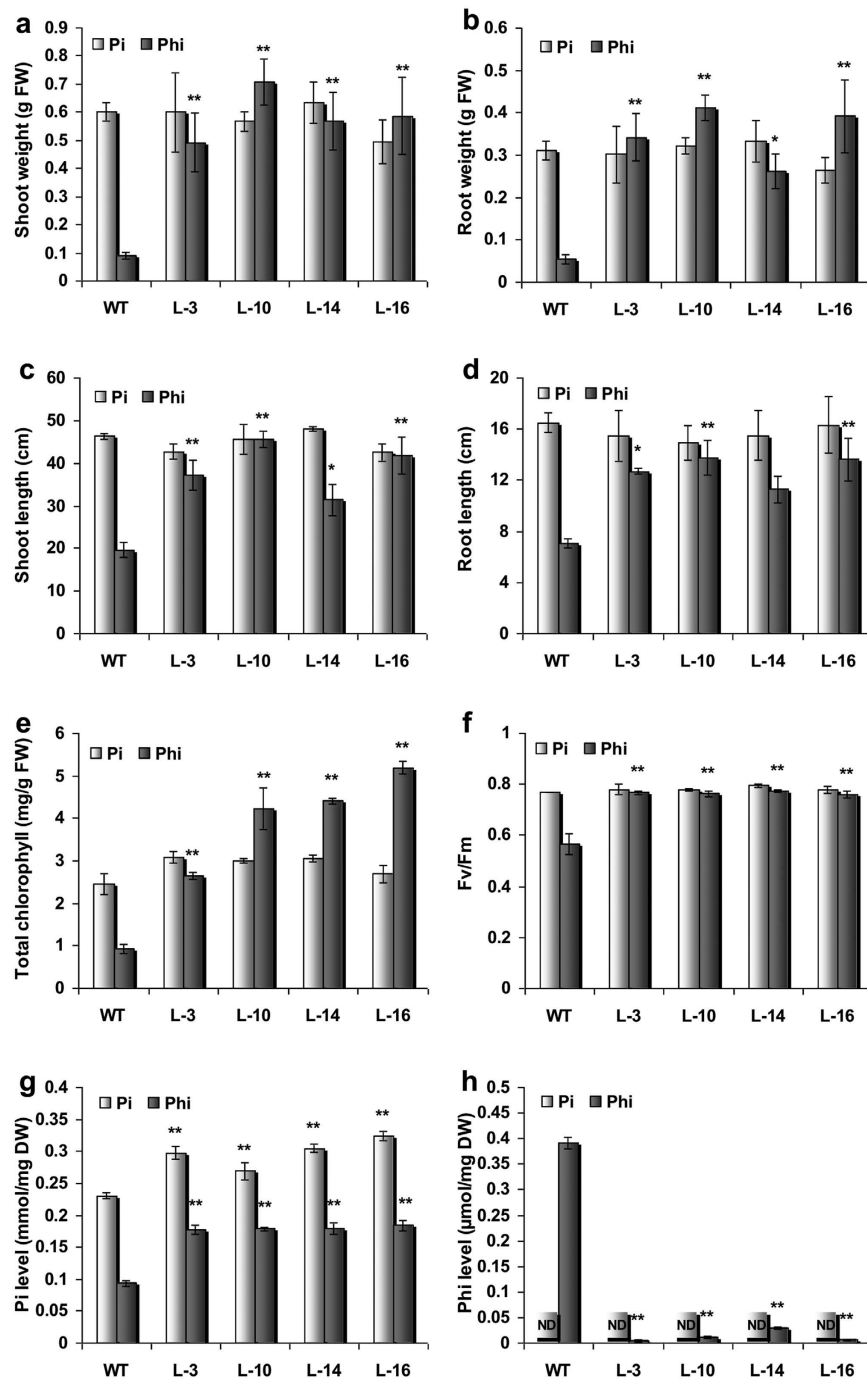 a
Pi Phi
Shoot weight (g FW)
0.9
0.8
0.7
0.6
0.5
0.4
0.3
0.2
0.1
0
** ** ** **
WT L-3 L-10 L-14 L-16
b
Pi Phi
Root weight (g FW)
0.6
0.5
0.4
0.3
0.2
0.1
0
** ** * **
WT L-3 L-10 L-14 L-16
c
Pi Phi
Shoot length (cm)
60
50
40
30
20
10
0
** ** * **
WT L-3 L-10 L-14 L-16
d
Pi Phi
Root length (cm)
20
16
12
8
4
0
* ** **
WT L-3 L-10 L-14 L-16
e
Pi Phi
Total chlorophyll (mg/g FW)
6
5
4
3
2
1
0
** ** ** **
WT L-3 L-10 L-14 L-16
f
Pi Phi
Fv/Fm
1
0.8
0.6
0.4
0.2
0
** ** ** **
WT L-3 L-10 L-14 L-16
g
Pi Phi
Pi level (mmol/mg DW)
0.4
0.35
0.3
0.25
0.2
0.15
0.1
0.05
0
** ** ** **
** ** ** **
WT L-3 L-10 L-14 L-16
h
Pi Phi
Phi level (µmol/mg DW)
0.5
0.45
0.4
0.35
0.3
0.25
0.2
0.15
0.1
0.05
0
** ** ** **
ND ND ND ND ND
WT L-3 L-10 L-14 L-16